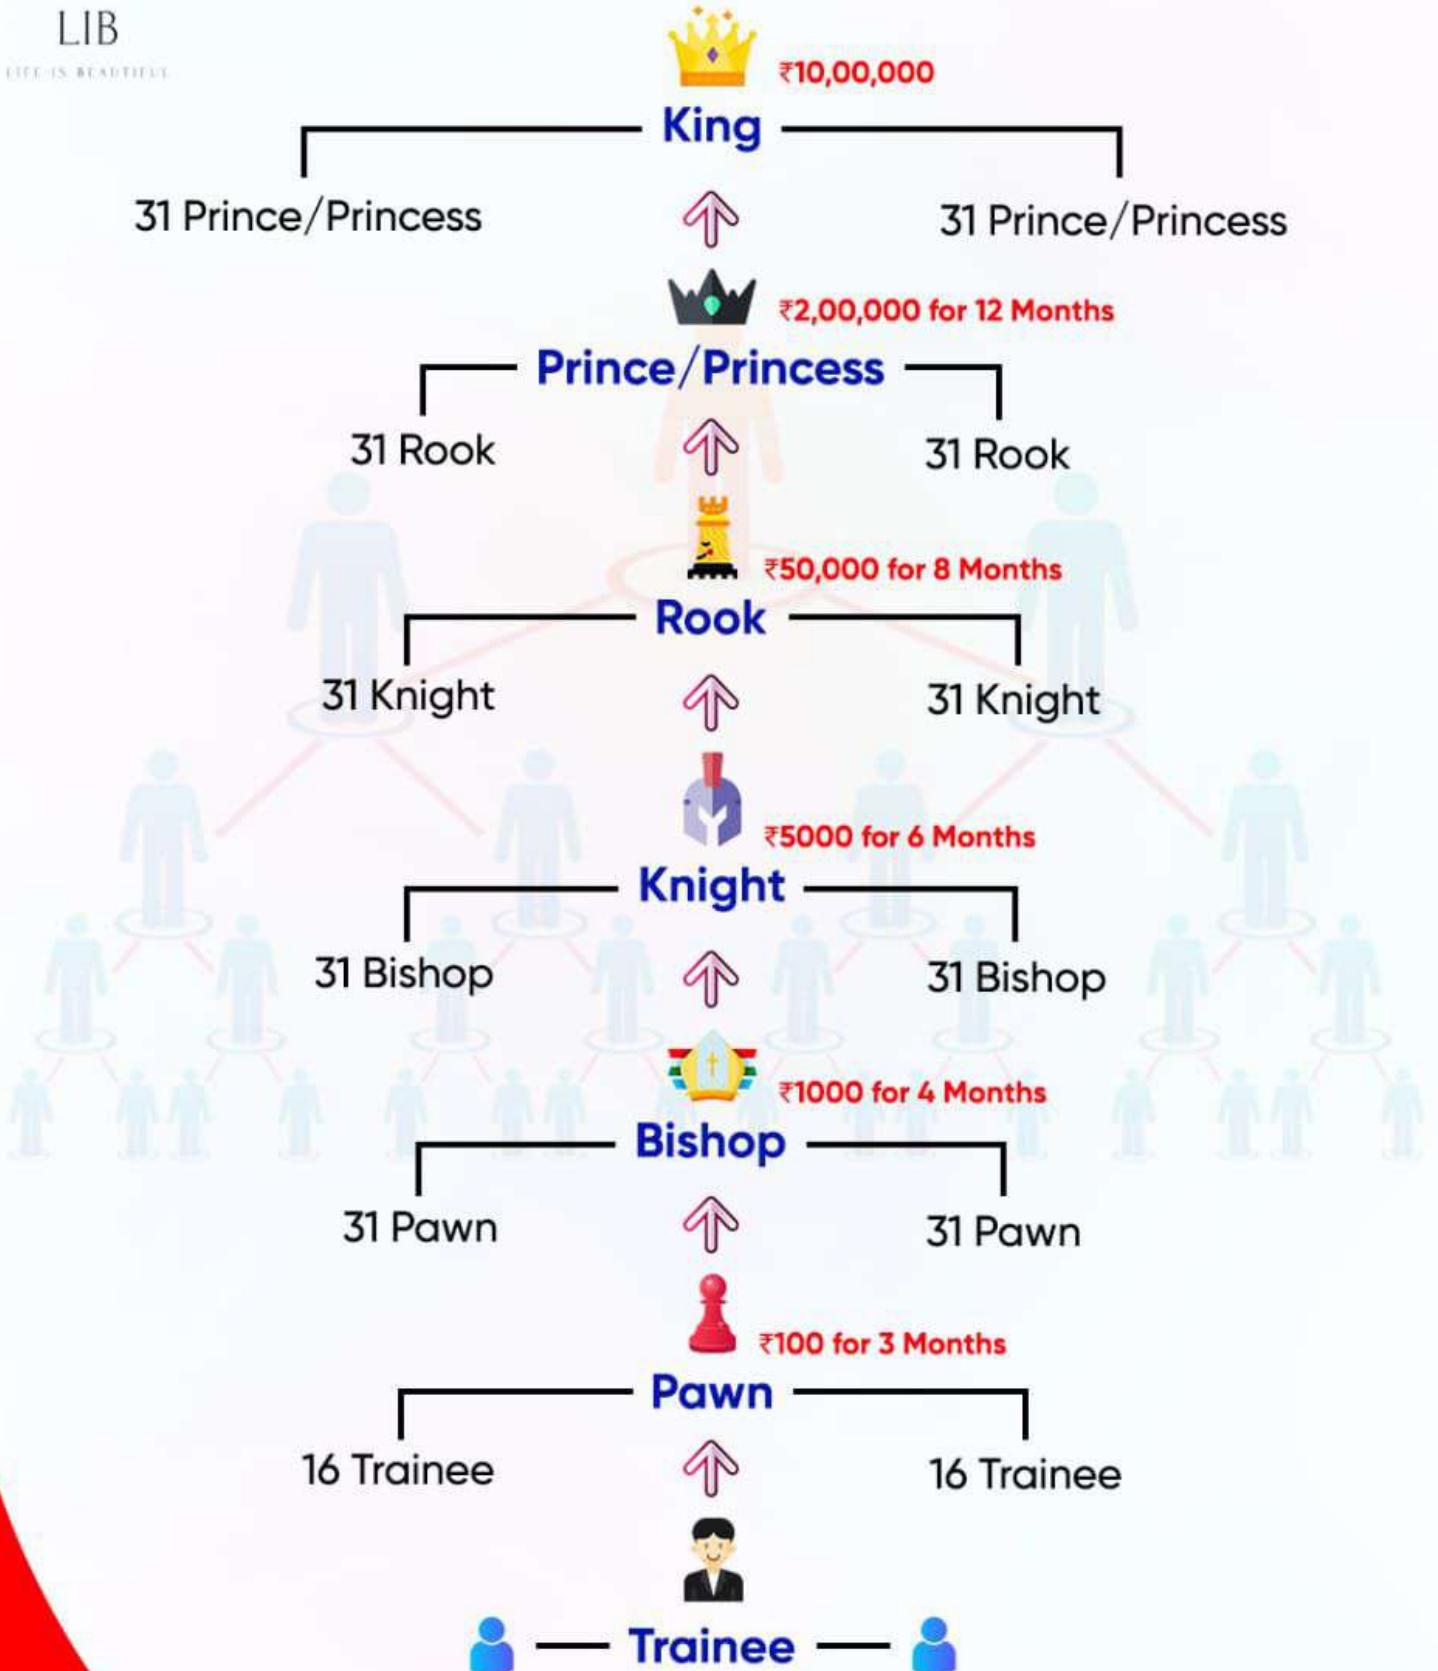 LIB
LIFE IS BEAUTIFUL
₹10,00,000
King
31 Prince/Princess
31 Prince/Princess
₹2,00,000 for 12 Months
Prince/Princess
31 Rook
31 Rook
₹50,000 for 8 Months
Rook
31 Knight
31 Knight
₹5000 for 6 Months
Knight
31 Bishop
31 Bishop
₹1000 for 4 Months
Bishop
31 Pawn
31 Pawn
₹100 for 3 Months
Pawn
16 Trainee
16 Trainee
Trainee